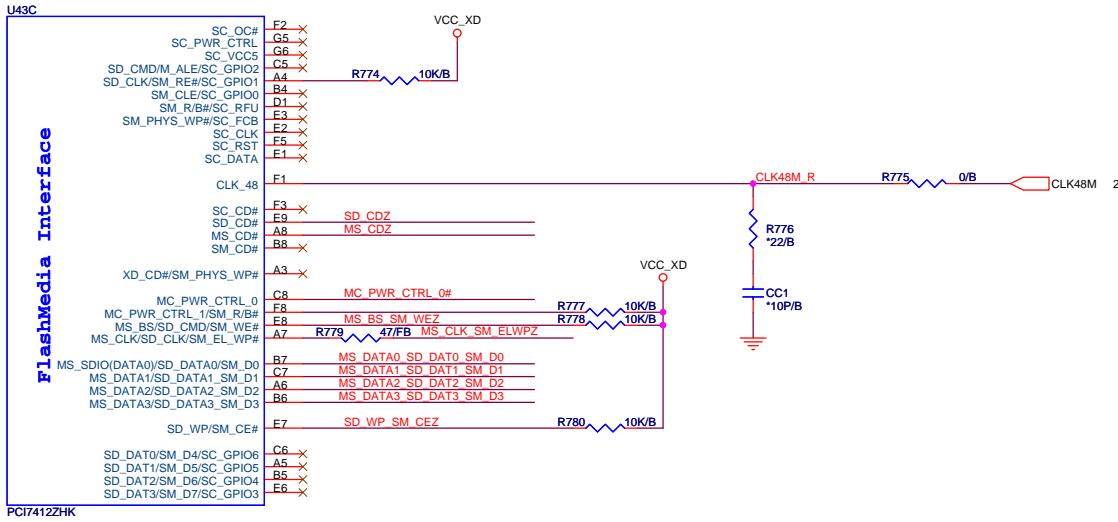 U43C
FlashMedia Interface
SC_OC# F2
SC_PWR_CTRL G5
SC_VCC5 G6
SD_CMD/M_ALE/SC_GPIO2 C5
SD_CLK/SM_RE#/SC_GPIO1 A4 R774 10K/B VCC_XD
SM_CLE/SC_GPIO0 B4
SM_R/B#/SC_RFU D1
SM_PHYS_WP#/SC_FCB E3
SC_CLK E2
SC_RST F5
SC_DATA E1
CLK_48 F1 CLK48M_R R775 0/B CLK48M 2
SC_CD# F3
SD_CD# E9 SD_CDZ
MS_CD# A8 MS_CDZ
SM_CD# B8
R776
*22/B
XD_CD#/SM_PHYS_WP# A3
VCC_XD
CC1
*10P/B
MC_PWR_CTRL_0 C8 MC_PWR_CTRL_0#
MC_PWR_CTRL_1/SM_R/B# F8 R777 10K/B
MS_BS/SD_CMD/SM_WE# E8 MS_BS_SM_WEZ R778 10K/B
MS_CLK/SD_CLK/SM_EL_WP# A7 R779 47/FB MS_CLK_SM_ELWPZ
MS_SDIO(DATA0)/SD_DATA0/SM_D0 B7 MS_DATA0_SD_DAT0_SM_D0
MS_DATA1/SD_DATA1_SM_D1 C7 MS_DATA1_SD_DAT1_SM_D1
MS_DATA2/SD_DATA2_SM_D2 A6 MS_DATA2_SD_DAT2_SM_D2
MS_DATA3/SD_DATA3_SM_D3 B6 MS_DATA3_SD_DAT3_SM_D3
SD_WP/SM_CE# E7 SD_WP_SM_CEZ R780 10K/B
SD_DAT0/SM_D4/SC_GPIO6 C6
SD_DAT1/SM_D5/SC_GPIO5 A5
SD_DAT2/SM_D6/SC_GPIO4 B5
SD_DAT3/SM_D7/SC_GPIO3 E6
PCI7412ZHK